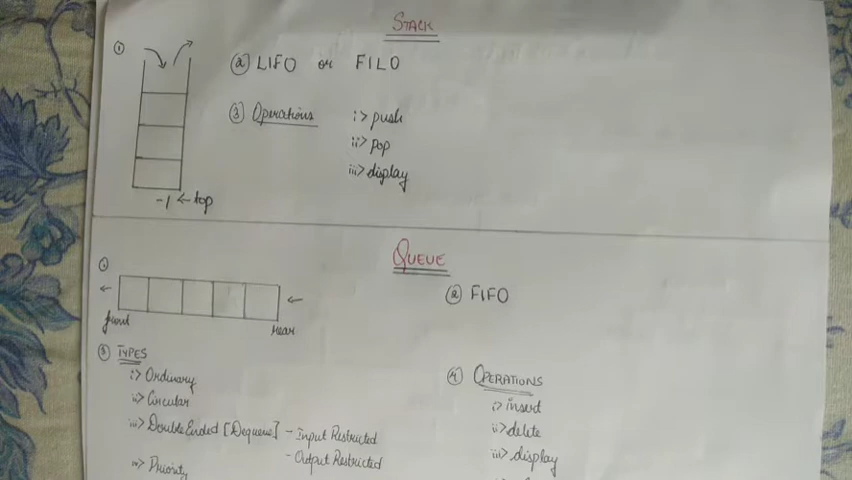 STACK
①
② LIFO or FILO
③ Operations
i> push
ii> pop
iii> display
-1 ← top
QUEUE
①
② FIFO
front
rear
③ TYPES
i> Ordinary
ii> Circular
iii> Double Ended [Dequeue] - Input Restricted
- Output Restricted
iv> Priority
④ OPERATIONS
i> insert
ii> delete
iii> display